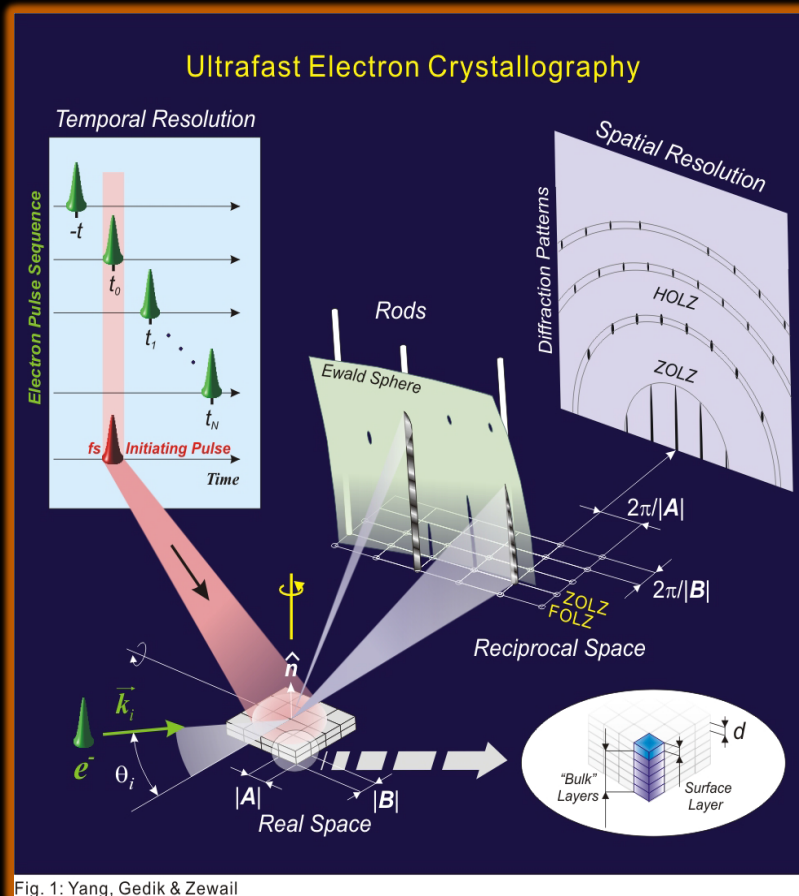 Ultrafast Electron Crystallography
Temporal Resolution
Electron Pulse Sequence
-t
t₀
t₁
t_N
fs Initiating Pulse
Time
Spatial Resolution
Diffraction Patterns
HOLZ
ZOLZ
Rods
Ewald Sphere
2π/|A|
2π/|B|
ZOLZ
FOLZ
Reciprocal Space
n̂
k⃗ᵢ
e⁻
θᵢ
|A|
|B|
Real Space
d
"Bulk"
Layers
Surface
Layer
Fig. 1: Yang, Gedik & Zewail